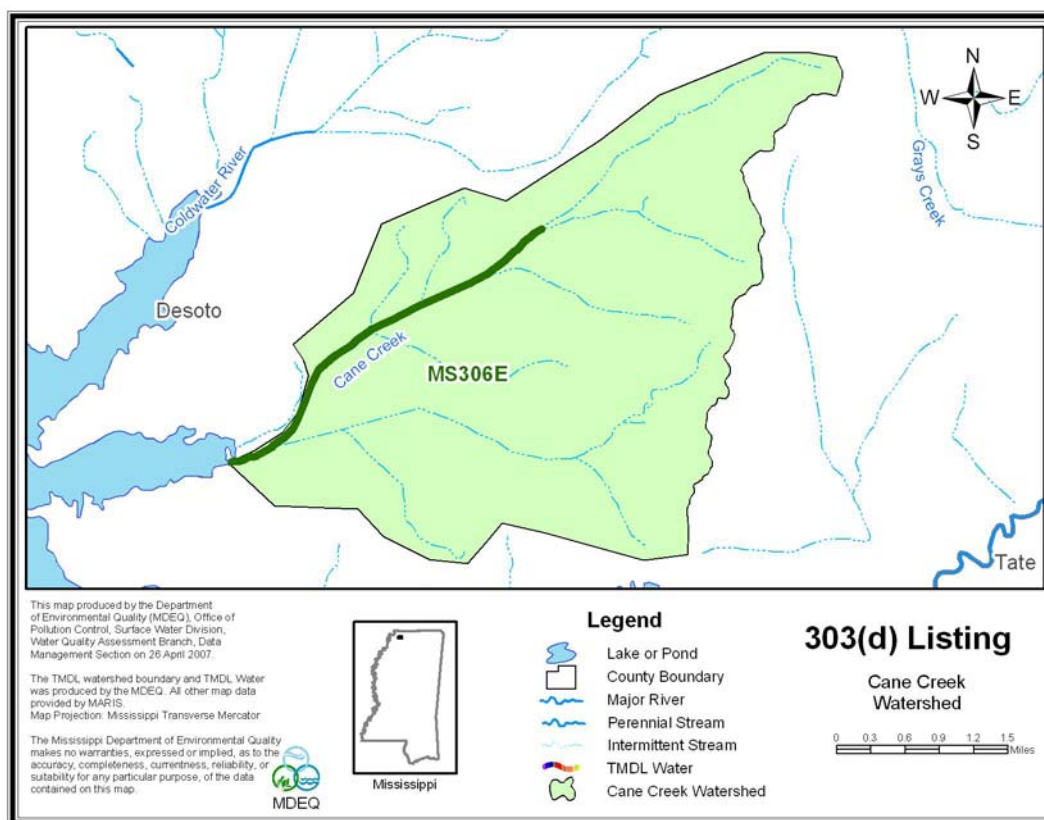 N
W E
S
Coldwater River
Grays Creek
Desoto
Cane Creek
MS306E
Tate
This map produced by the Department
of Environmental Quality (MDEQ), Office of
Pollution Control, Surface Water Division,
Water Quality Assessment Branch, Data
Management Section on 26 April 2007.
The TMDL watershed boundary and TMDL Water
was produced by the MDEQ. All other map data
provided by MARIS.
Map Projection: Mississippi Transverse Mercator
The Mississippi Department of Environmental Quality
makes no warranties, expressed or implied, as to the
accuracy, completeness, currentness, reliability, or
suitability for any particular purpose, of the data
contained on this map.
MDEQ
Mississippi
Legend
Lake or Pond
County Boundary
Major River
Perennial Stream
Intermittent Stream
TMDL Water
Cane Creek Watershed
303(d) Listing
Cane Creek
Watershed
0 0.3 0.6 0.9 1.2 1.5
Miles